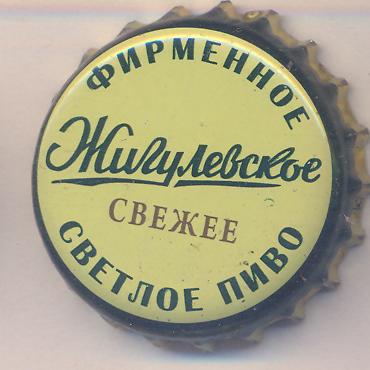 ФИРМЕННОЕ
Жигулевское
СВЕЖЕЕ
СВЕТЛОЕ ПИВО